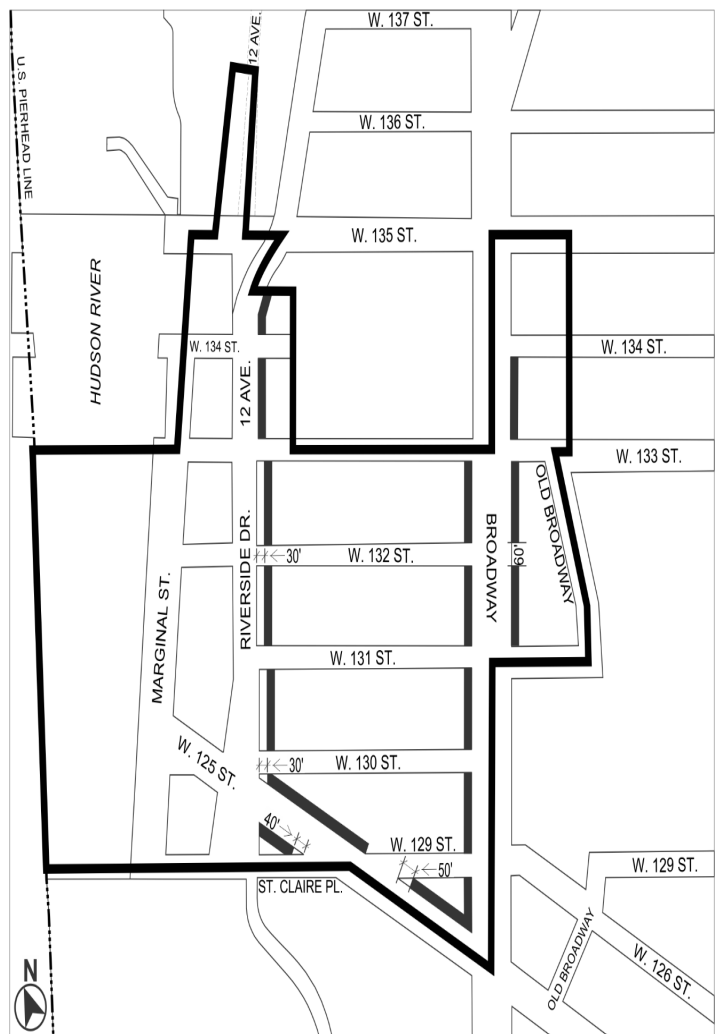 W. 137 ST.
12 AVE.
U.S. PIERHEAD LINE
W. 136 ST.
W. 135 ST.
HUDSON RIVER
W. 134 ST.
W. 134 ST.
12 AVE.
W. 133 ST.
OLD BROADWAY
BROADWAY
RIVERSIDE DR.
30'
W. 132 ST.
60'
MARGINAL ST.
W. 131 ST.
W. 125 ST.
30'
W. 130 ST.
40'
W. 129 ST.
50'
W. 129 ST.
ST. CLAIRE PL.
OLD BROADWAY
W. 126 ST.
N